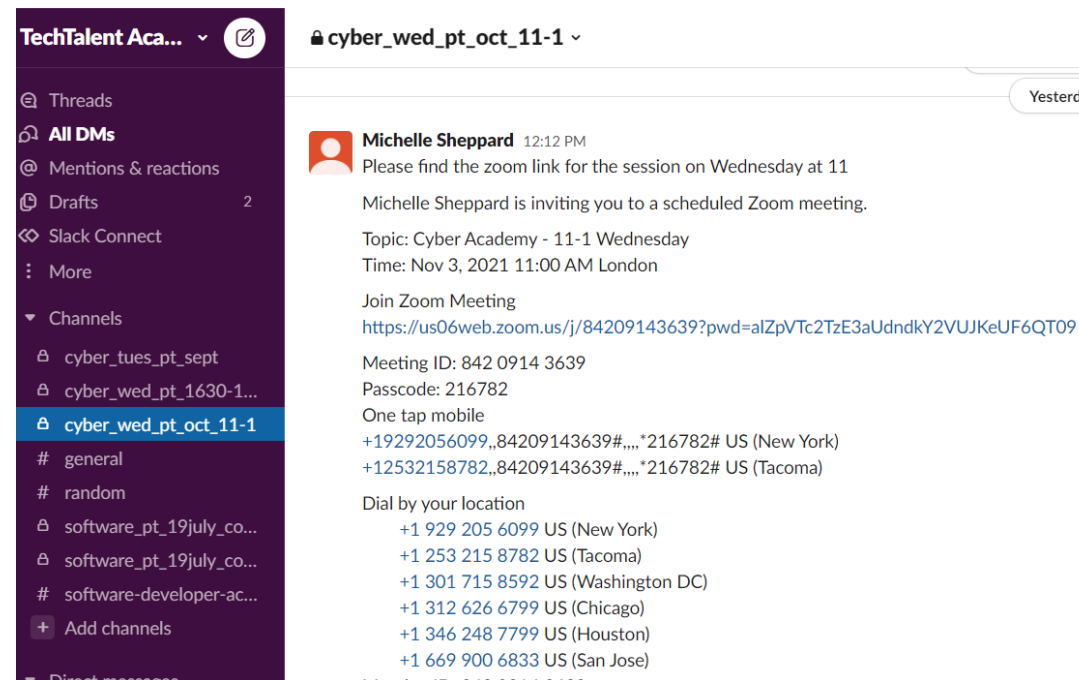 TechTalent Aca...
Threads
All DMs
Mentions & reactions
Drafts 2
Slack Connect
More
Channels
cyber_tues_pt_sept
cyber_wed_pt_1630-1...
cyber_wed_pt_oct_11-1
# general
# random
software_pt_19july_co...
software_pt_19july_co...
# software-developer-ac...
+ Add channels
Direct messages
cyber_wed_pt_oct_11-1
Yesterd
Michelle Sheppard 12:12 PM
Please find the zoom link for the session on Wednesday at 11
Michelle Sheppard is inviting you to a scheduled Zoom meeting.
Topic: Cyber Academy - 11-1 Wednesday
Time: Nov 3, 2021 11:00 AM London
Join Zoom Meeting
https://us06web.zoom.us/j/84209143639?pwd=alZpVTc2TzE3aUdndkY2VUJKeUF6QT09
Meeting ID: 842 0914 3639
Passcode: 216782
One tap mobile
+19292056099,,84209143639#,,,,*216782# US (New York)
+12532158782,,84209143639#,,,,*216782# US (Tacoma)
Dial by your location
+1 929 205 6099 US (New York)
+1 253 215 8782 US (Tacoma)
+1 301 715 8592 US (Washington DC)
+1 312 626 6799 US (Chicago)
+1 346 248 7799 US (Houston)
+1 669 900 6833 US (San Jose)